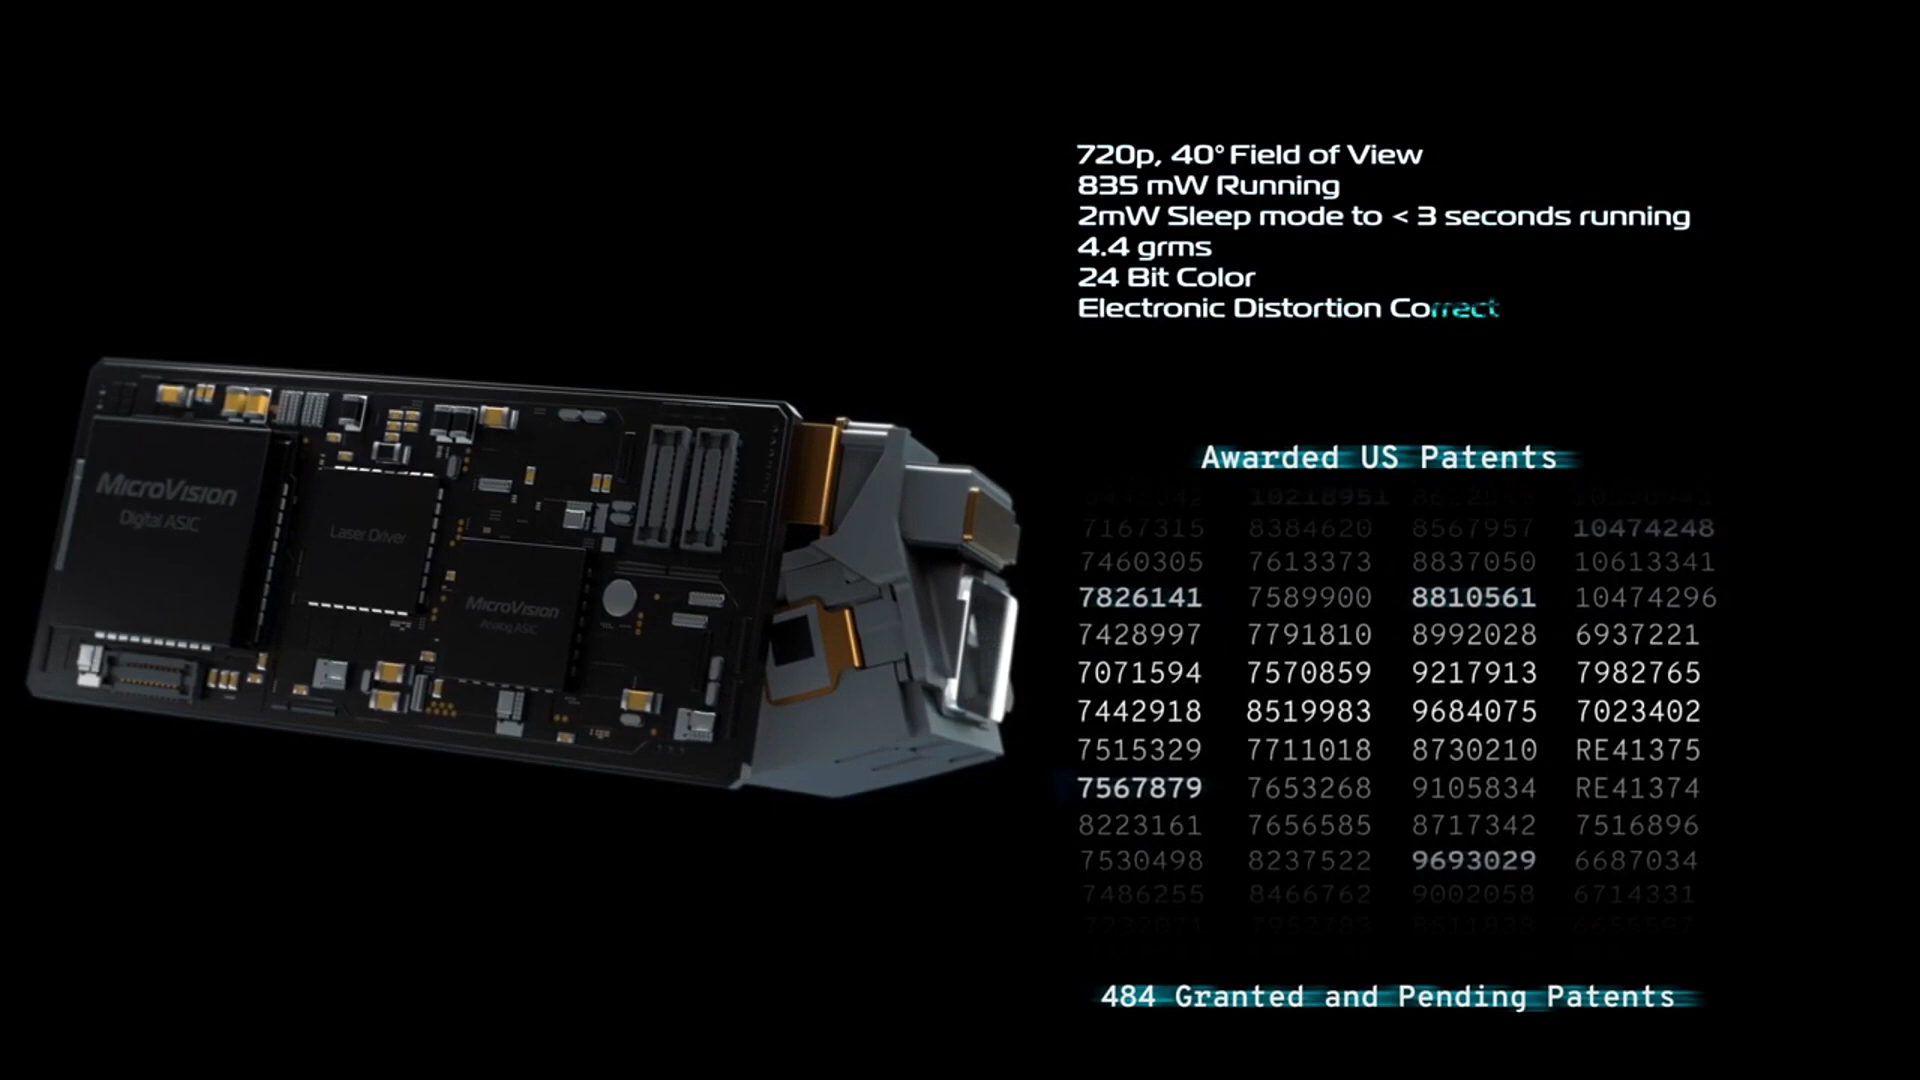 720p, 40° Field of View
835 mW Running
2mW Sleep mode to < 3 seconds running
4.4 grms
24 Bit Color
Electronic Distortion Correct
MicroVision
Digital ASIC
Laser Driver
MicroVision
Analog ASIC
Awarded US Patents
10218951
7167315 8384620 8567957 10474248
7460305 7613373 8837050 10613341
7826141 7589900 8810561 10474296
7428997 7791810 8992028 6937221
7071594 7570859 9217913 7982765
7442918 8519983 9684075 7023402
7515329 7711018 8730210 RE41375
7567879 7653268 9105834 RE41374
8223161 7656585 8717342 7516896
7530498 8237522 9693029 6687034
7486255 8466762 9002058 6714331
484 Granted and Pending Patents